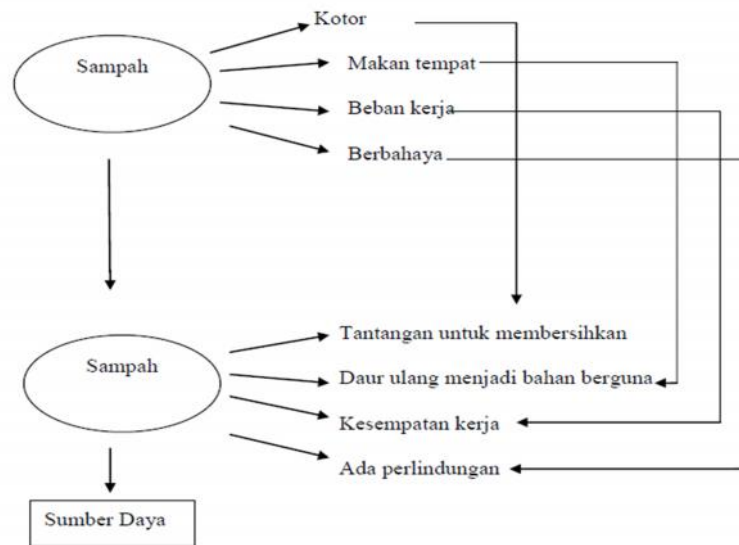 Kotor
Sampah
Makan tempat
Beban kerja
Berbahaya
Tantangan untuk membersihkan
Sampah
Daur ulang menjadi bahan berguna
Kesempatan kerja
Ada perlindungan
Sumber Daya